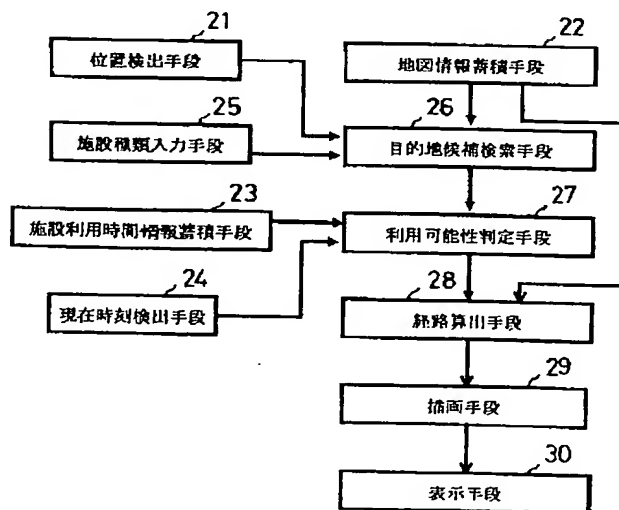 21
位置検出手段
22
地図情報蓄積手段
25
施設種類入力手段
26
目的地候補検索手段
23
施設利用時間情報蓄積手段
27
利用可能性判定手段
24
現在時刻検出手段
28
経路算出手段
29
描画手段
30
表示手段